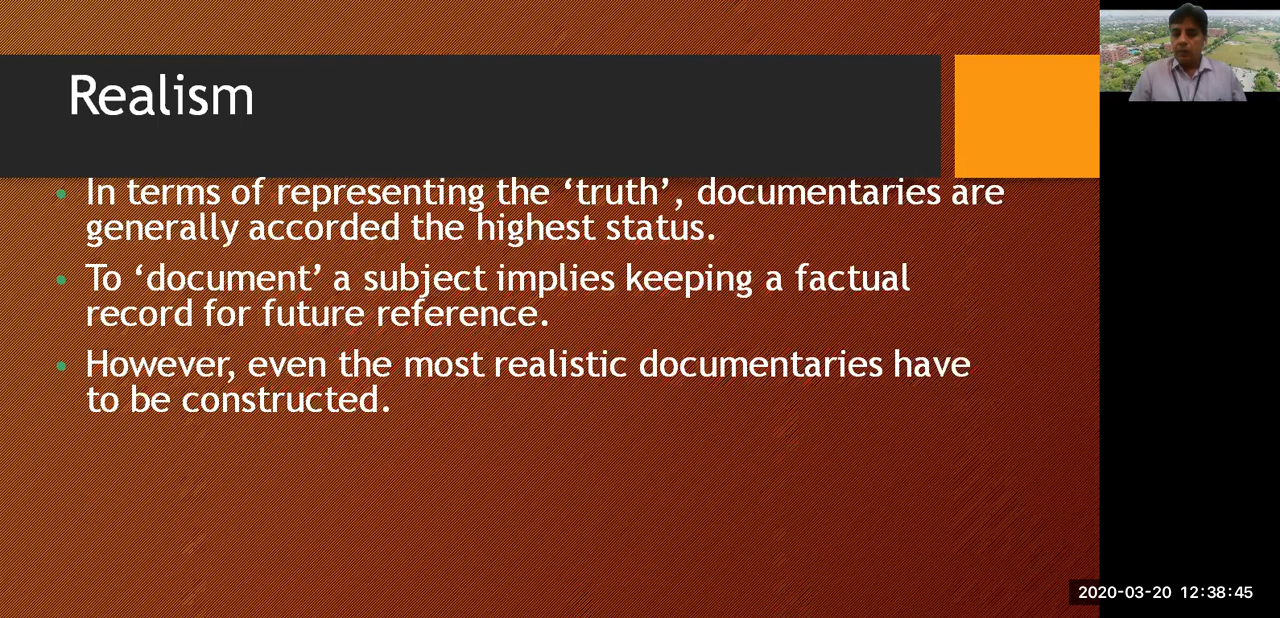 Realism
• In terms of representing the ‘truth’, documentaries are
generally accorded the highest status.
• To ‘document’ a subject implies keeping a factual
record for future reference.
• However, even the most realistic documentaries have
to be constructed.
2020-03-20 12:38:45